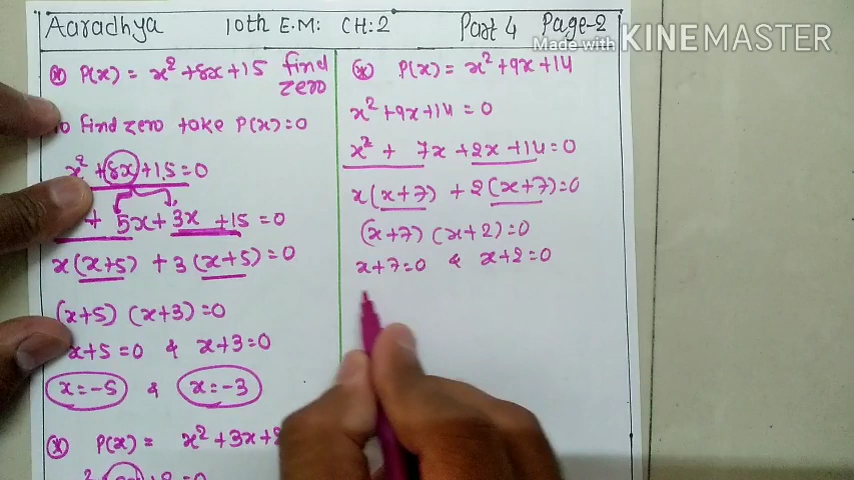 Aaradhya 10th E.M: CH:2 Part 4 Page-2
Made with KINEMASTER
* P(x) = x² + 8x + 15 find zero
To find zero take P(x) = 0
x² + 8x + 15 = 0
+ 5x + 3x + 15 = 0
x(x+5) + 3(x+5) = 0
(x+5) (x+3) = 0
x+5 = 0 & x+3 = 0
x = -5 & x = -3
* P(x) = x² + 3x + 2
* P(x) = x² + 9x + 14
x² + 9x + 14 = 0
x² + 7x + 2x + 14 = 0
x(x+7) + 2(x+7) = 0
(x+7) (x+2) = 0
x+7 = 0 & x+2 = 0